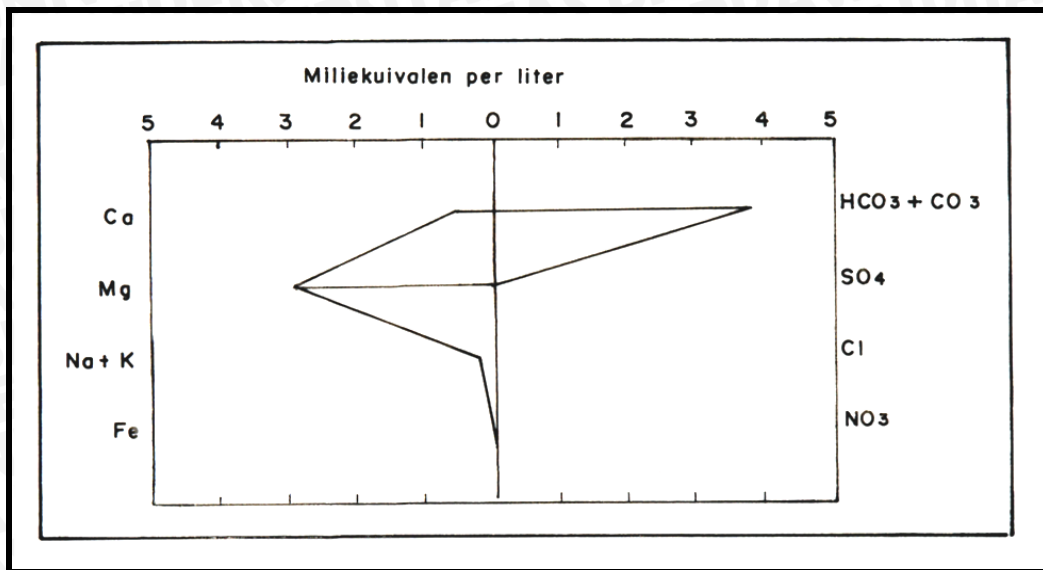 Miliekuivalen per liter
5 4 3 2 1 0 1 2 3 4 5
Ca HCO3 + CO3
Mg SO4
Na + K Cl
Fe NO3